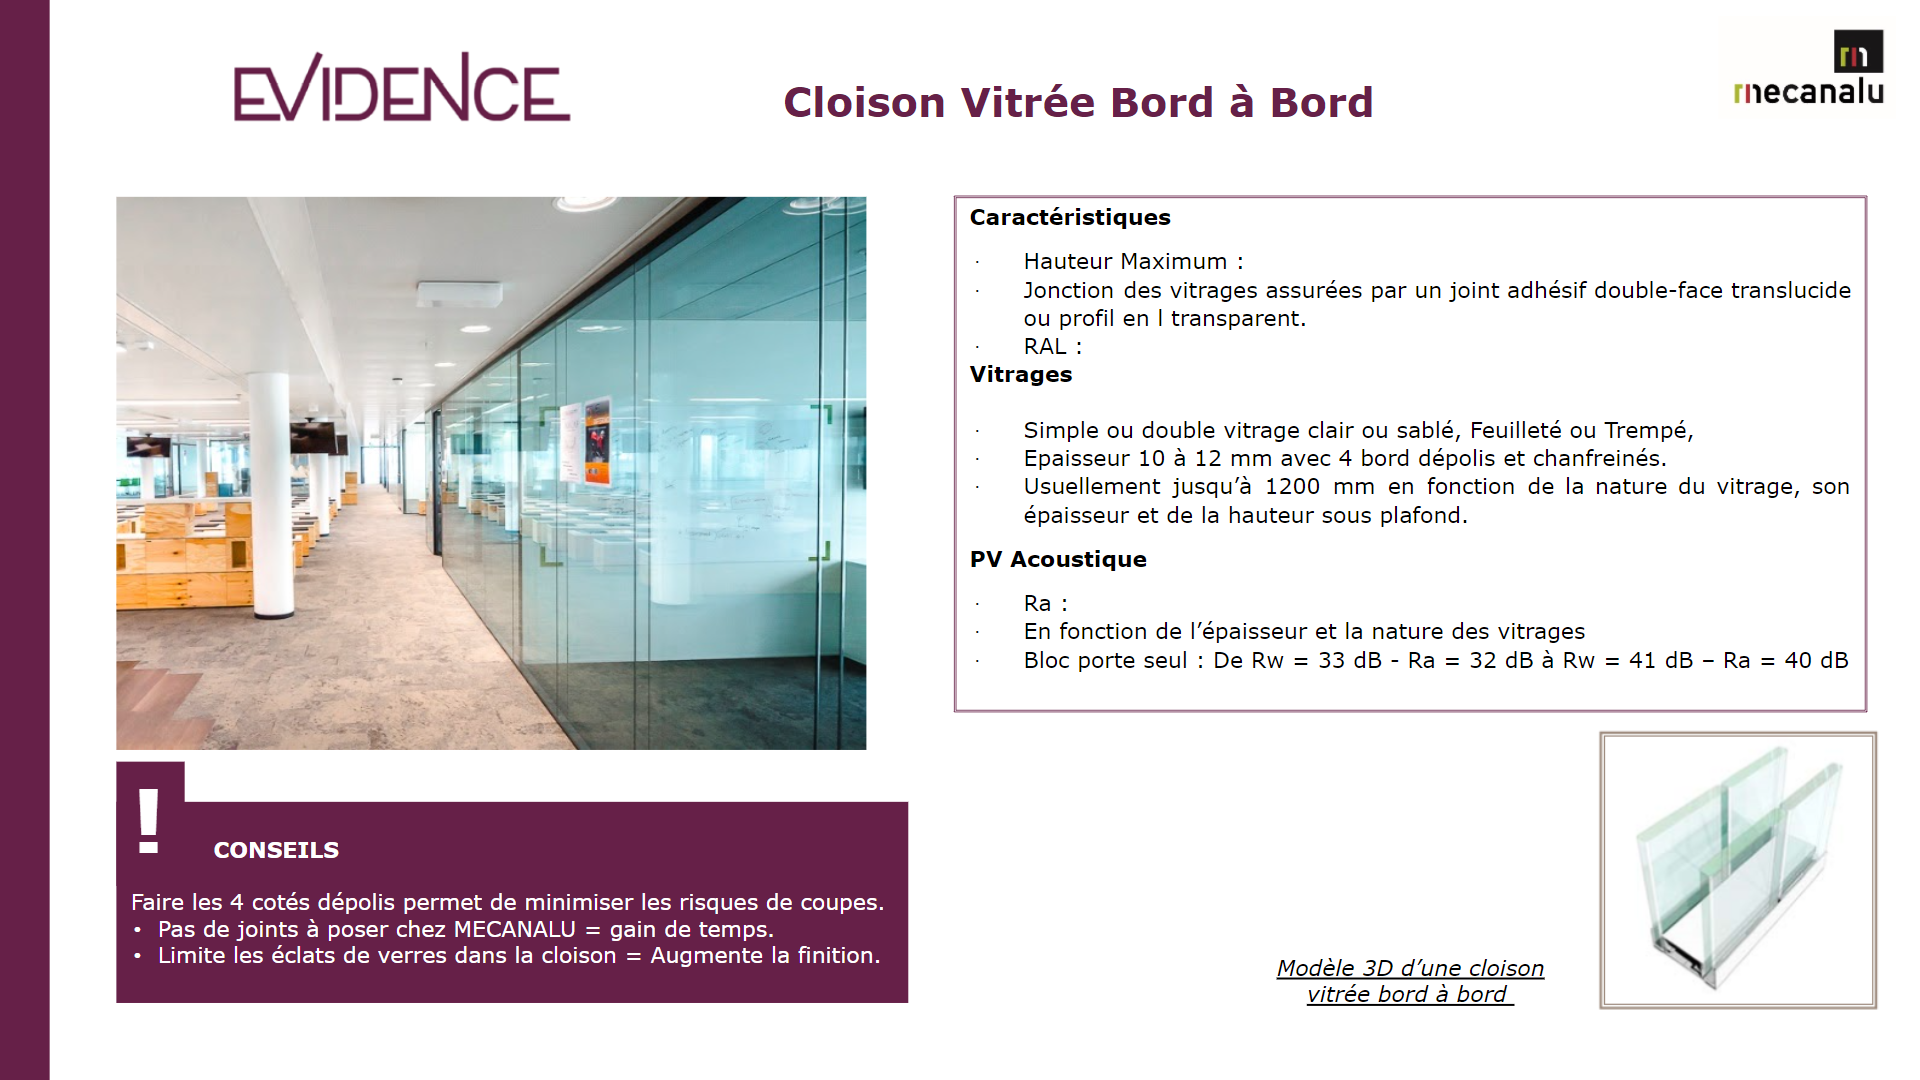 EVIDENCE
Cloison Vitrée Bord à Bord
mecanalu
Caractéristiques
· Hauteur Maximum :
· Jonction des vitrages assurées par un joint adhésif double-face translucide
ou profil en l transparent.
· RAL :
Vitrages
· Simple ou double vitrage clair ou sablé, Feuilleté ou Trempé,
· Epaisseur 10 à 12 mm avec 4 bord dépolis et chanfreinés.
· Usuellement jusqu’à 1200 mm en fonction de la nature du vitrage, son
épaisseur et de la hauteur sous plafond.
PV Acoustique
· Ra :
· En fonction de l’épaisseur et la nature des vitrages
· Bloc porte seul : De Rw = 33 dB - Ra = 32 dB à Rw = 41 dB – Ra = 40 dB
!
CONSEILS
Faire les 4 cotés dépolis permet de minimiser les risques de coupes.
• Pas de joints à poser chez MECANALU = gain de temps.
• Limite les éclats de verres dans la cloison = Augmente la finition.
Modèle 3D d’une cloison
vitrée bord à bord